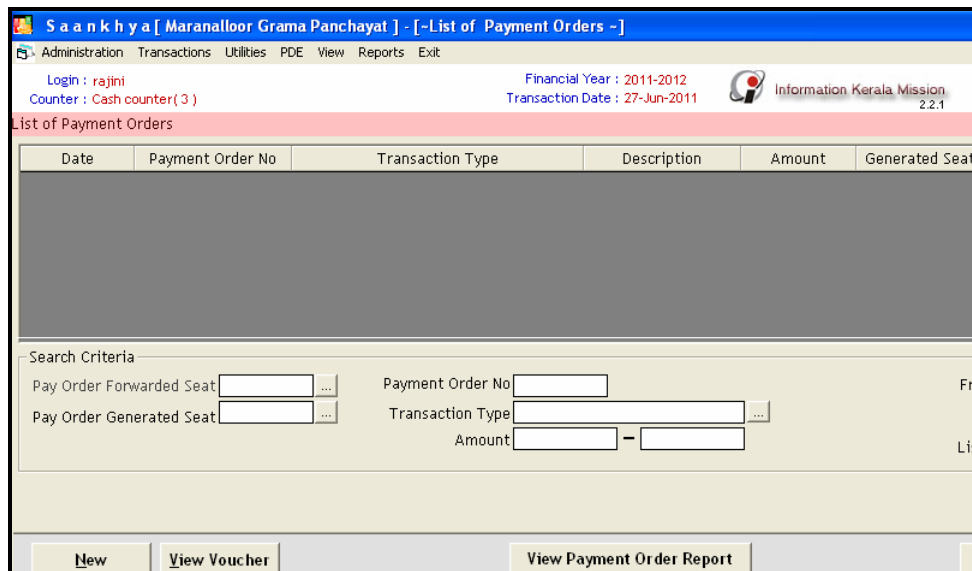 S a a n k h y a [ Maranalloor Grama Panchayat ] - [~List of Payment Orders ~]
Administration Transactions Utilities PDE View Reports Exit
Login : rajini Financial Year : 2011-2012
Counter : Cash counter( 3 ) Transaction Date : 27-Jun-2011 Information Kerala Mission
2.2.1
List of Payment Orders
Date Payment Order No Transaction Type Description Amount Generated Seat
Search Criteria
Pay Order Forwarded Seat ... Payment Order No Fr
Pay Order Generated Seat ... Transaction Type ...
Amount – Li
New View Voucher View Payment Order Report